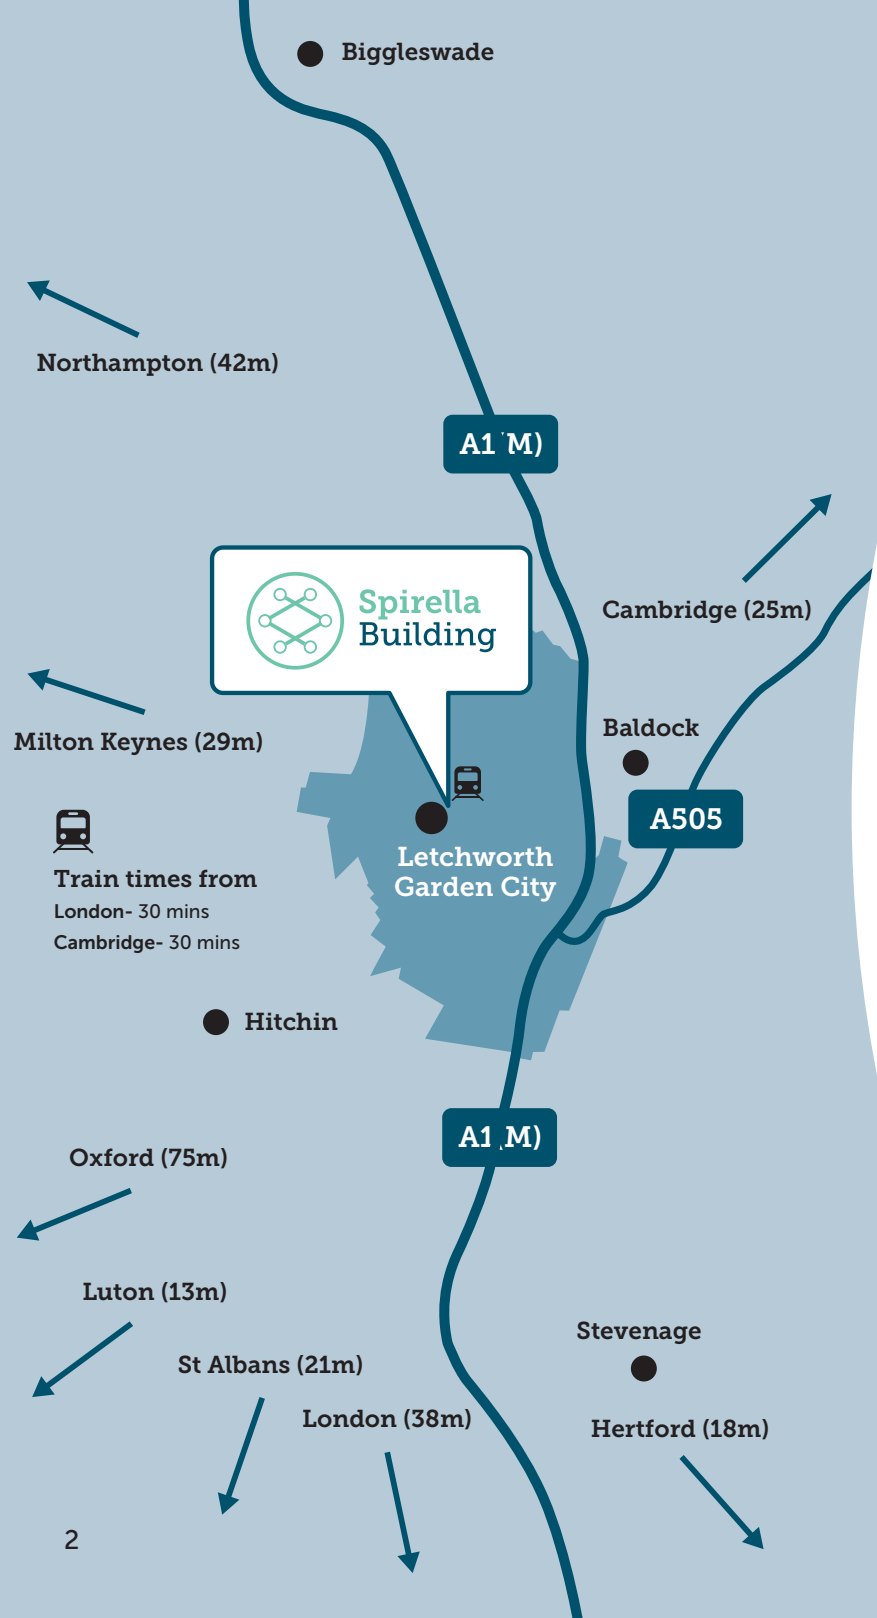 Biggleswade
Northampton (42m)
A1(M)
Cambridge (25m)
Spirella
Building
Baldock
Milton Keynes (29m)
A505
Letchworth
Garden City
Train times from
London- 30 mins
Cambridge- 30 mins
Hitchin
A1(M)
Oxford (75m)
Luton (13m)
Stevenage
St Albans (21m)
London (38m)
Hertford (18m)
2